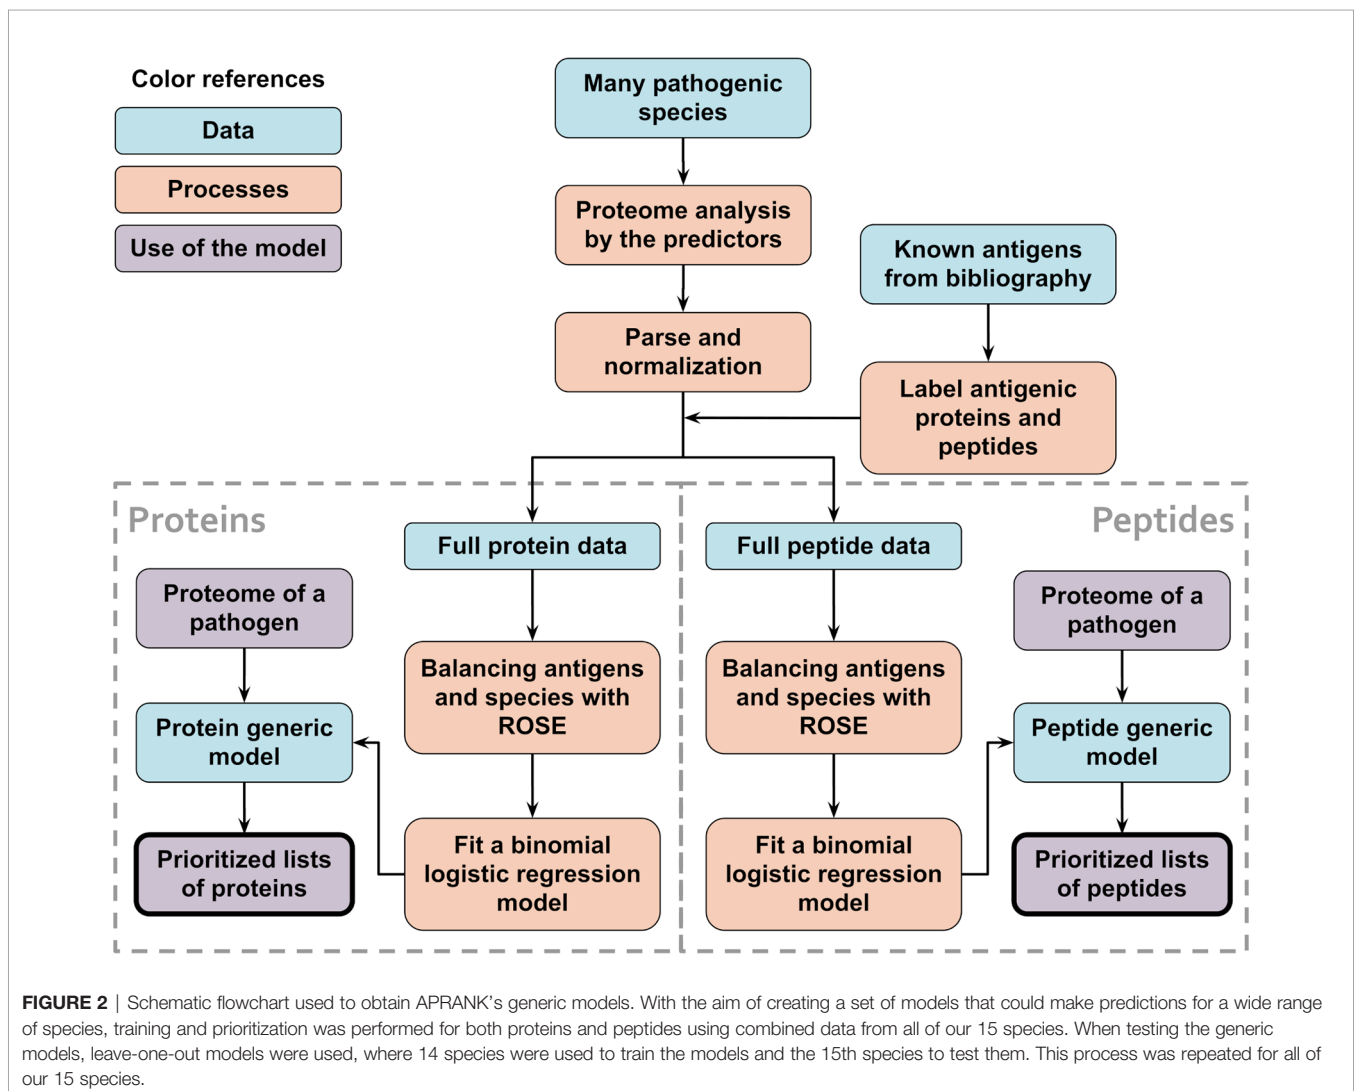 Color references
Data
Processes
Use of the model
Many pathogenic
species
Proteome analysis
by the predictors
Parse and
normalization
Known antigens
from bibliography
Label antigenic
proteins and
peptides
Proteins
Full protein data
Balancing antigens
and species with
ROSE
Fit a binomial
logistic regression
model
Proteome of a
pathogen
Protein generic
model
Prioritized lists
of proteins
Peptides
Full peptide data
Balancing antigens
and species with
ROSE
Fit a binomial
logistic regression
model
Proteome of a
pathogen
Peptide generic
model
Prioritized lists
of peptides
FIGURE 2 | Schematic flowchart used to obtain APRANK's generic models. With the aim of creating a set of models that could make predictions for a wide range
of species, training and prioritization was performed for both proteins and peptides using combined data from all of our 15 species. When testing the generic
models, leave-one-out models were used, where 14 species were used to train the models and the 15th species to test them. This process was repeated for all of
our 15 species.